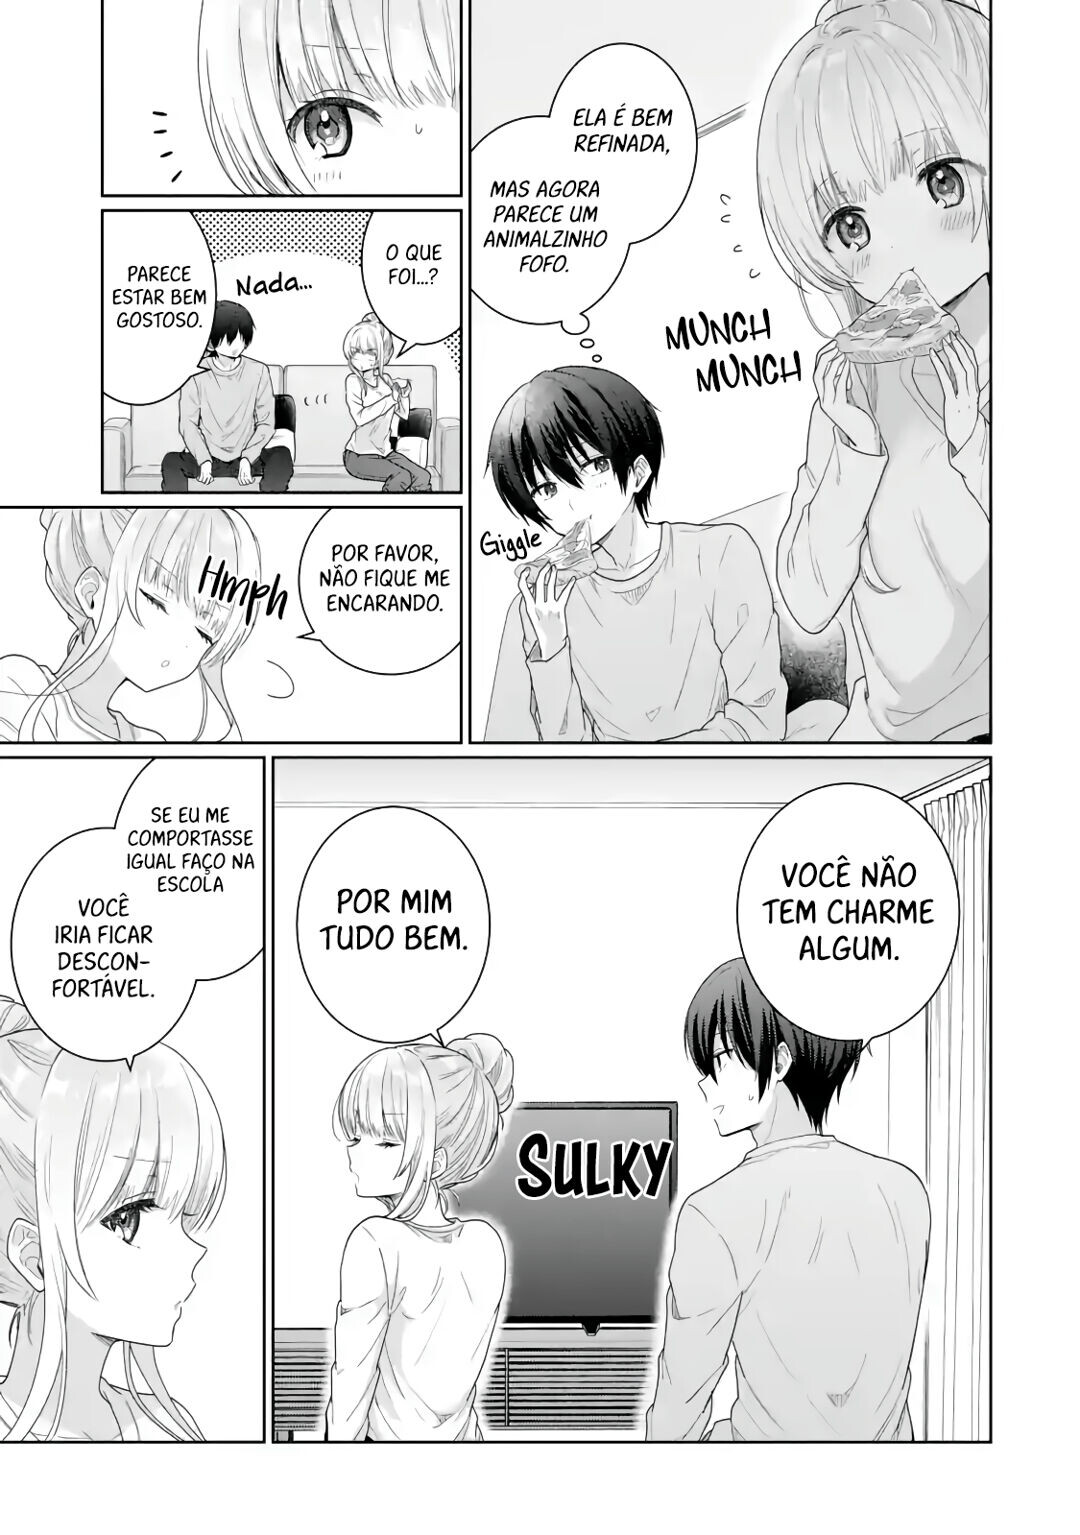 ELA É BEM
REFINADA,
MAS AGORA
PARECE UM
ANIMALZINHO
FOFO.
MUNCH
MUNCH
Giggle
O QUE
FOI...?
Nada...
PARECE
ESTAR BEM
GOSTOSO.
POR FAVOR,
NÃO FIQUE ME
ENCARANDO.
Hmph
VOCÊ NÃO
TEM CHARME
ALGUM.
POR MIM
TUDO BEM.
SULKY
SE EU ME
COMPORTASSE
IGUAL FAÇO NA
ESCOLA
VOCÊ
IRIA FICAR
DESCON-
FORTÁVEL.